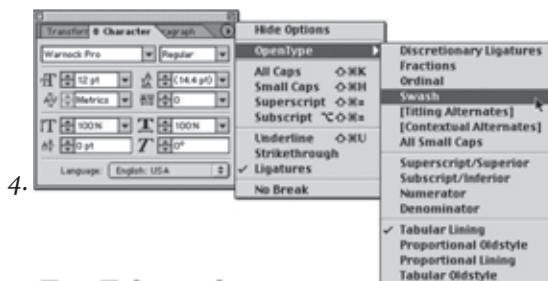 Transform Character Paragraph
Warnock Pro Regular
12 pt (14.4 pt)
Metrics 0
100% 100%
0 pt 0°
Language: English: USA
4.
Hide Options
OpenType
All Caps ⇧⌘K
Small Caps ⇧⌘H
Superscript ⇧⌘=
Subscript ⌥⇧⌘=
Underline ⇧⌘U
Strikethrough
✓ Ligatures
No Break
Discretionary Ligatures
Fractions
Ordinal
Swash
[Titling Alternates]
[Contextual Alternates]
All Small Caps
Superscript/Superior
Subscript/Inferior
Numerator
Denominator
✓ Tabular Lining
Proportional Oldstyle
Proportional Lining
Tabular Oldstyle